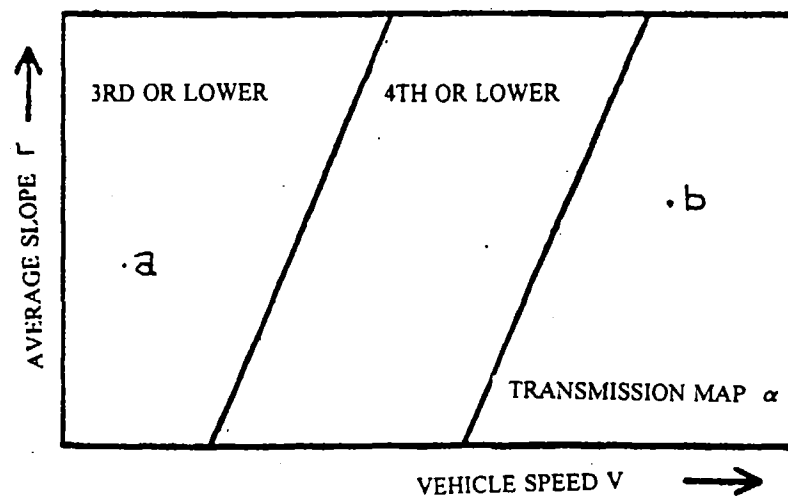 3RD OR LOWER
4TH OR LOWER
a
b
AVERAGE SLOPE Γ
TRANSMISSION MAP α
VEHICLE SPEED V